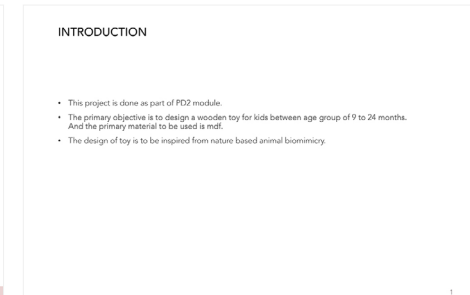 INTRODUCTION
• This project is done as part of PD2 module.
• The primary objective is to design a wooden toy for kids between age group of 9 to 24 months.
And the primary material to be used is mdf.
• The design of toy is to be inspired from nature based animal biomimicry.
1